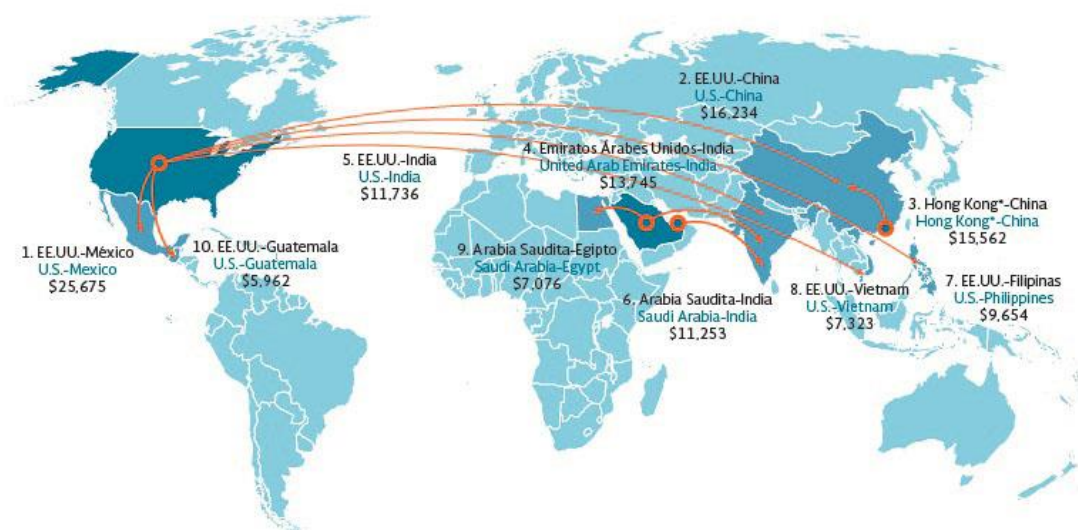 2. EE.UU.-China
U.S.-China
$16,234
4. Emiratos Árabes Unidos-India
United Arab Emirates-India
$13,745
5. EE.UU.-India
U.S.-India
$11,736
3. Hong Kong*-China
Hong Kong*-China
$15,562
1. EE.UU.-México
U.S.-Mexico
$25,675
10. EE.UU.-Guatemala
U.S.-Guatemala
$5,962
9. Arabia Saudita-Egipto
Saudi Arabia-Egypt
$7,076
6. Arabia Saudita-India
Saudi Arabia-India
$11,253
8. EE.UU.-Vietnam
U.S.-Vietnam
$7,323
7. EE.UU.-Filipinas
U.S.-Philippines
$9,654